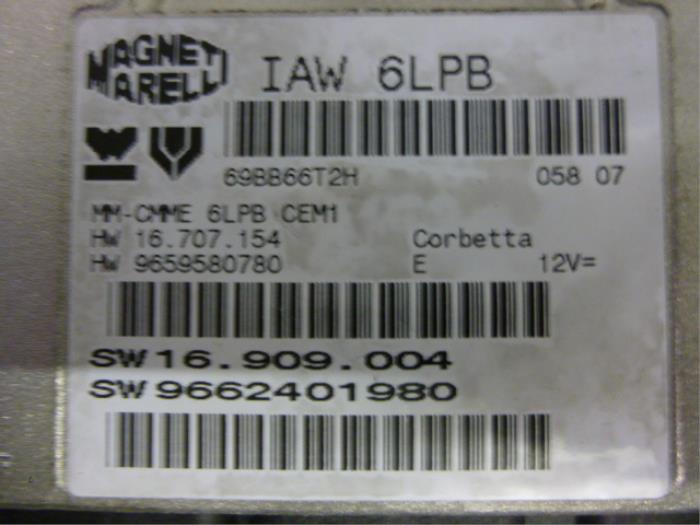 MAGNETI
MARELLI
IAW 6LPB
69BB66T2H 058 07
MM-CMME 6LPB CEM1
HW 16.707.154 Corbetta
HW 9659580780 E 12V=
SW16.909.004
SW9662401980